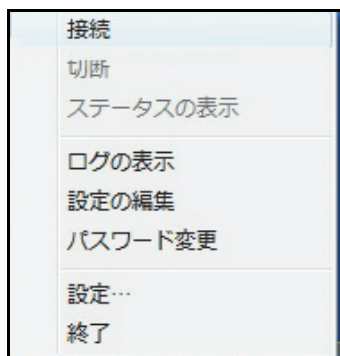 接続
切断
ステータスの表示
ログの表示
設定の編集
パスワード変更
設定…
終了